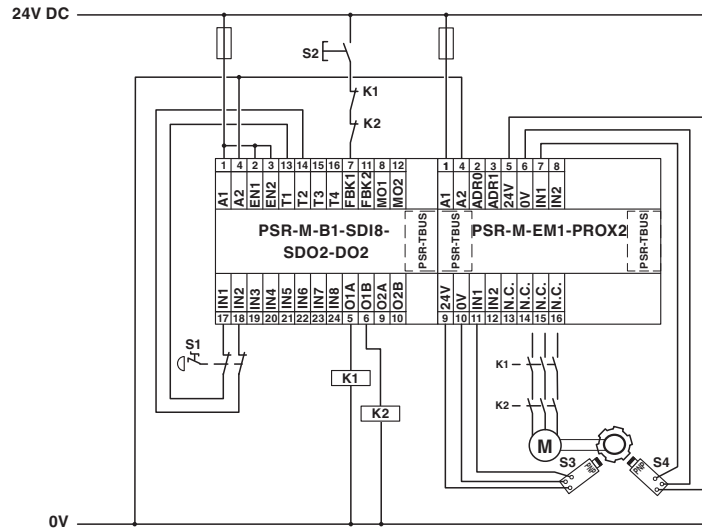 24V DC
S2
K1
K2
1 4 2 3 13 14 15 16 7 11 8 12
A1 A2 EN1 EN2 T1 T2 T3 T4 FBK1 FBK2 MO1 MO2
1 4 2 3 5 6 7 8
A1 A2 ADR0 ADR1 24V 0V IN1 IN2
PSR-M-B1-SDI8-
SDO2-DO2
PSR-TBUS
PSR-TBUS
PSR-M-EM1-PROX2
PSR-TBUS
IN1 IN2 IN3 IN4 IN5 IN6 IN7 IN8 O1A O1B O2A O2B
17 18 19 20 21 22 23 24 5 6 9 10
24V 0V IN1 IN2 N.C. N.C. N.C. N.C.
9 10 11 12 13 14 15 16
S1
K1
K2
K1
K2
M
S3
PNP
PNP
S4
0V